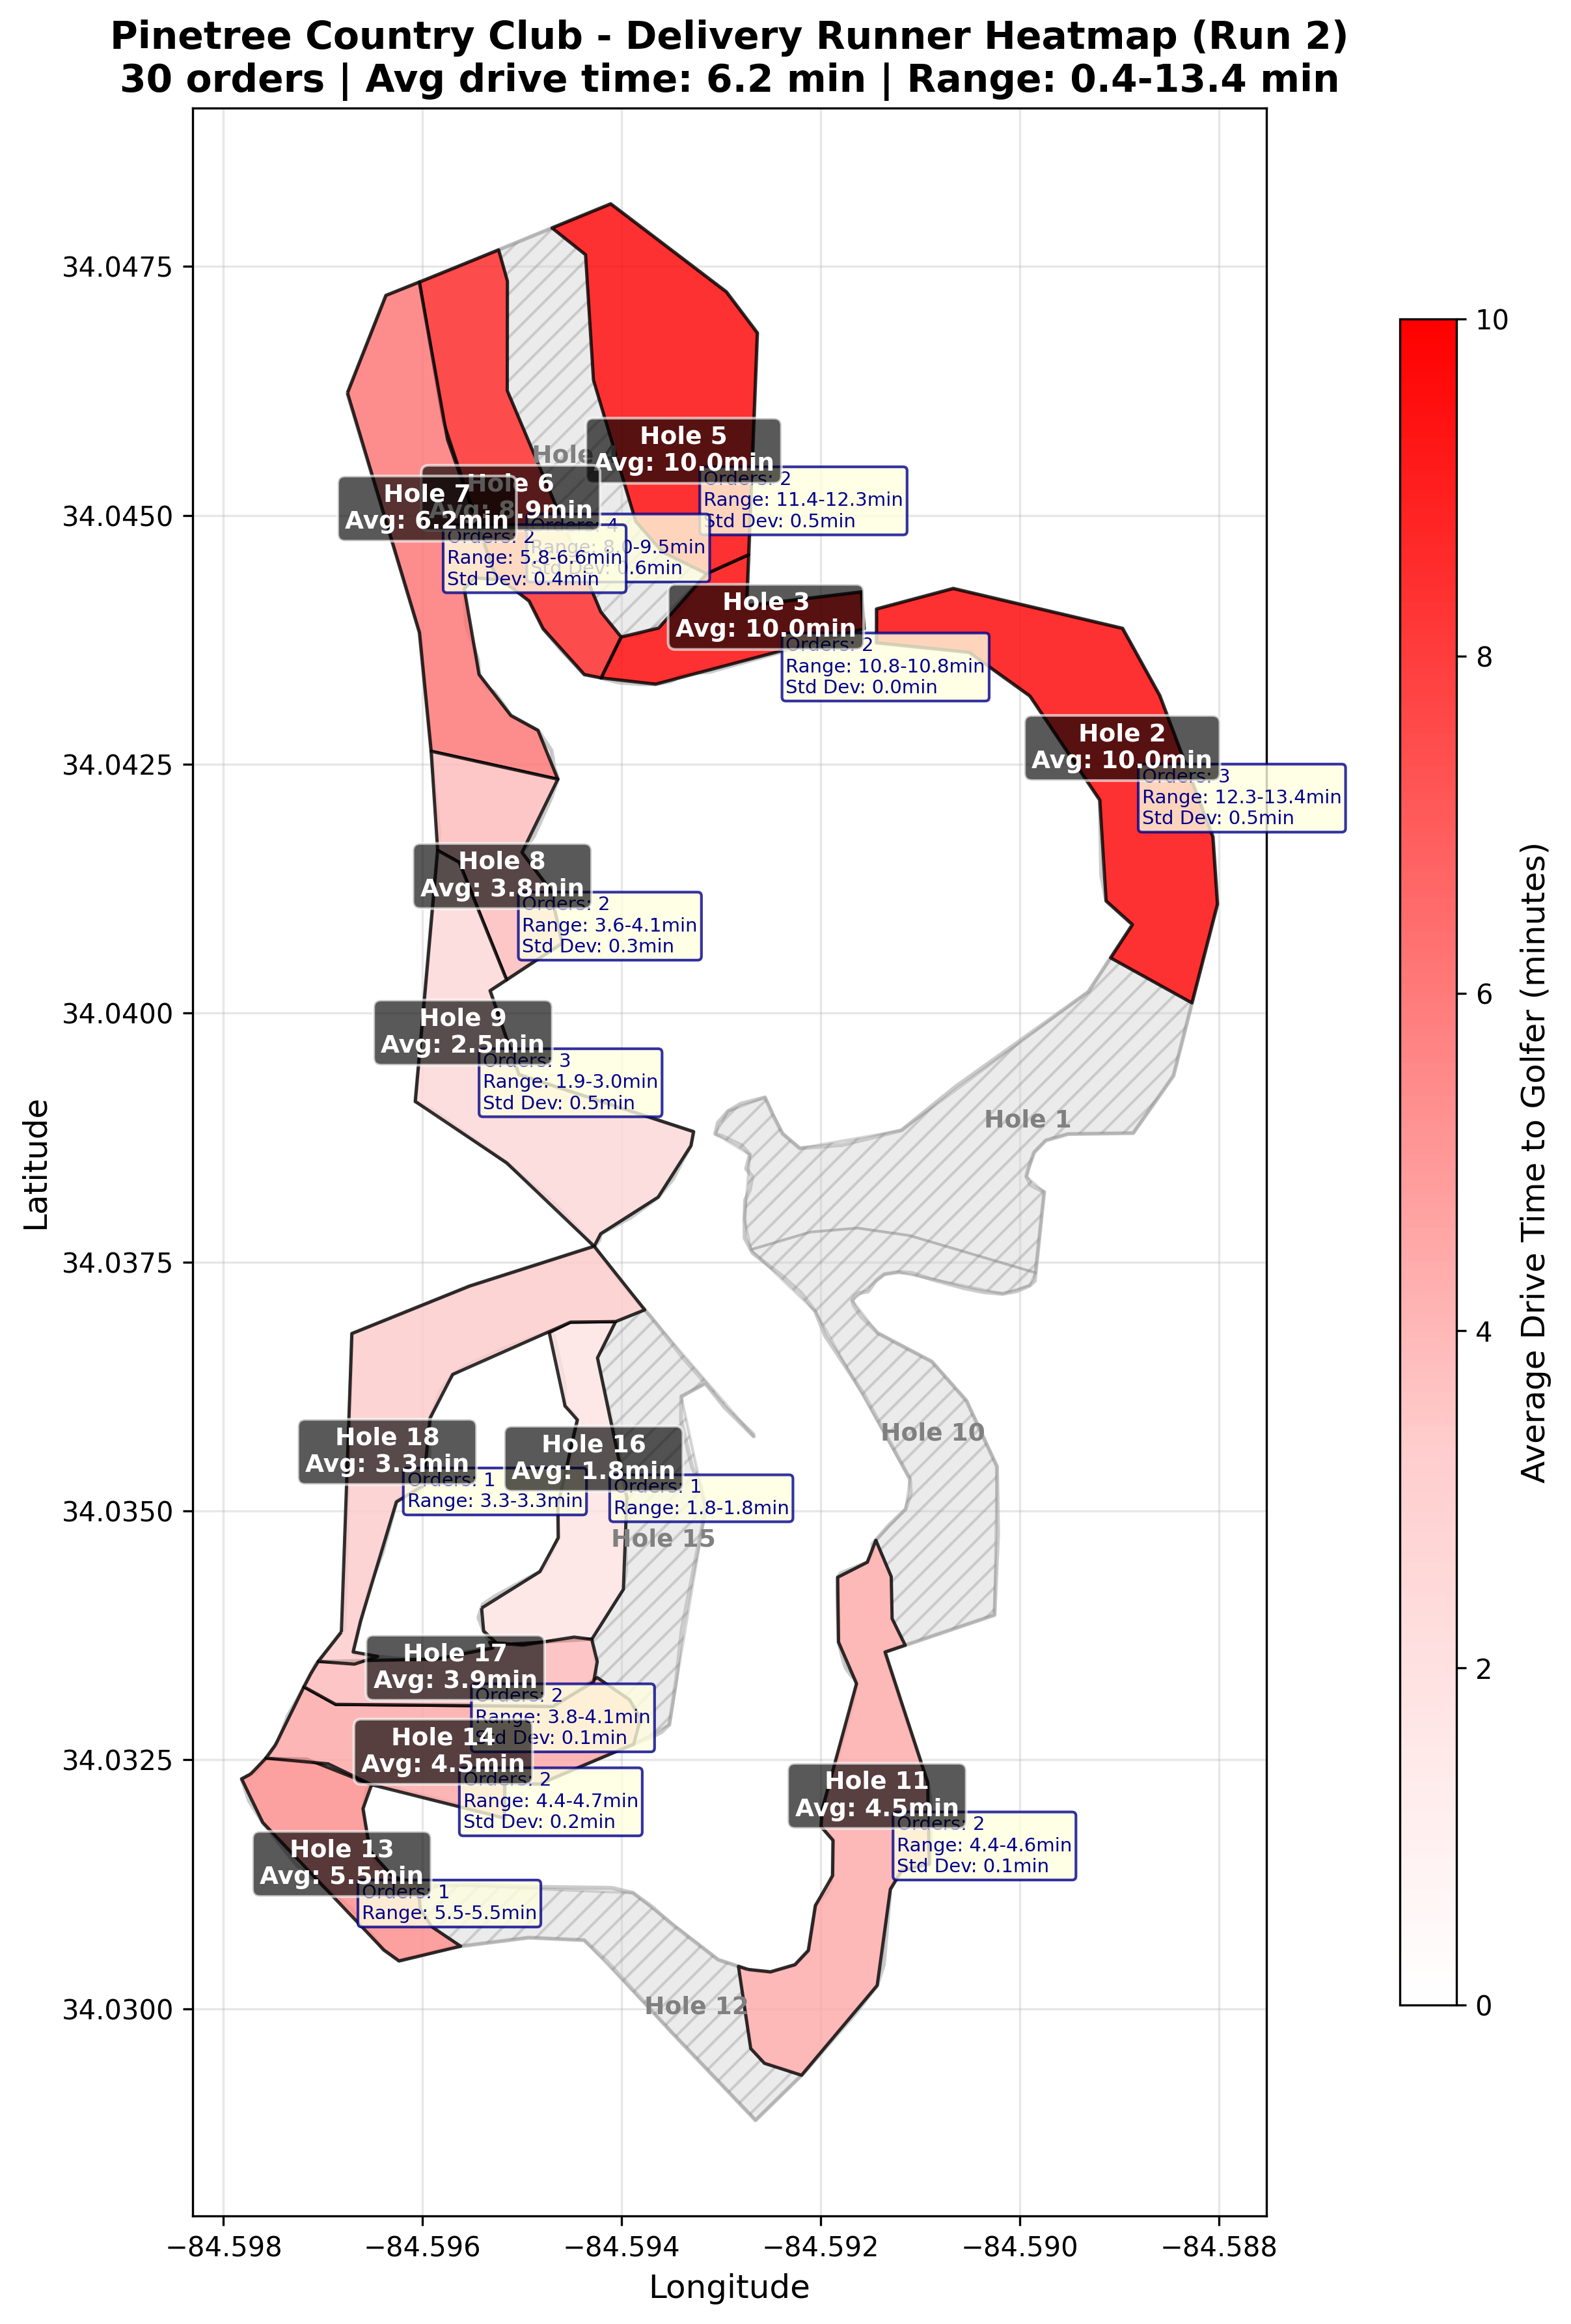 Pinetree Country Club - Delivery Runner Heatmap (Run 2)
30 orders | Avg drive time: 6.2 min | Range: 0.4-13.4 min
34.0475
34.0450
34.0425
34.0400
34.0375
34.0350
34.0325
34.0300
Latitude
−84.598
−84.596
−84.594
−84.592
−84.590
−84.588
Longitude
10
8
6
4
2
0
Average Drive Time to Golfer (minutes)
Hole 5
Avg: 10.0min
Orders: 2
Range: 11.4-12.3min
Std Dev: 0.5min
Hole
Hole 6
Avg: 8.9min
Orders: 4
Range: 8.0-9.5min
Std Dev: 0.6min
Hole 7
Avg: 6.2min
Orders: 2
Range: 5.8-6.6min
Std Dev: 0.4min
Hole 3
Avg: 10.0min
Orders: 2
Range: 10.8-10.8min
Std Dev: 0.0min
Hole 2
Avg: 10.0min
Orders: 3
Range: 12.3-13.4min
Std Dev: 0.5min
Hole 8
Avg: 3.8min
Orders: 2
Range: 3.6-4.1min
Std Dev: 0.3min
Hole 9
Avg: 2.5min
Orders: 3
Range: 1.9-3.0min
Std Dev: 0.5min
Hole 1
Hole 10
Hole 18
Avg: 3.3min
Orders: 1
Range: 3.3-3.3min
Hole 16
Avg: 1.8min
Orders: 1
Range: 1.8-1.8min
Hole 15
Hole 17
Avg: 3.9min
Orders: 2
Range: 3.8-4.1min
Std Dev: 0.1min
Hole 14
Avg: 4.5min
Orders: 2
Range: 4.4-4.7min
Std Dev: 0.2min
Hole 11
Avg: 4.5min
Orders: 2
Range: 4.4-4.6min
Std Dev: 0.1min
Hole 13
Avg: 5.5min
Orders: 1
Range: 5.5-5.5min
Hole 12